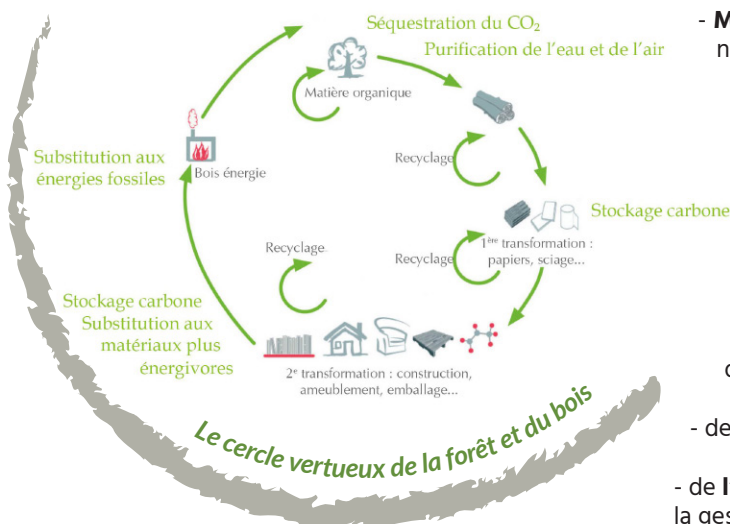 Séquestration du CO₂
Purification de l'eau et de l'air
Matière organique
Recyclage
Stockage carbone
1ère transformation :
papiers, sciage...
Recyclage
Recyclage
2e transformation : construction,
ameublement, emballage...
Stockage carbone
Substitution aux
matériaux plus
énergivores
Bois énergie
Substitution aux
énergies fossiles
Le cercle vertueux de la forêt et du bois
- M
n
- de
- de
la ges